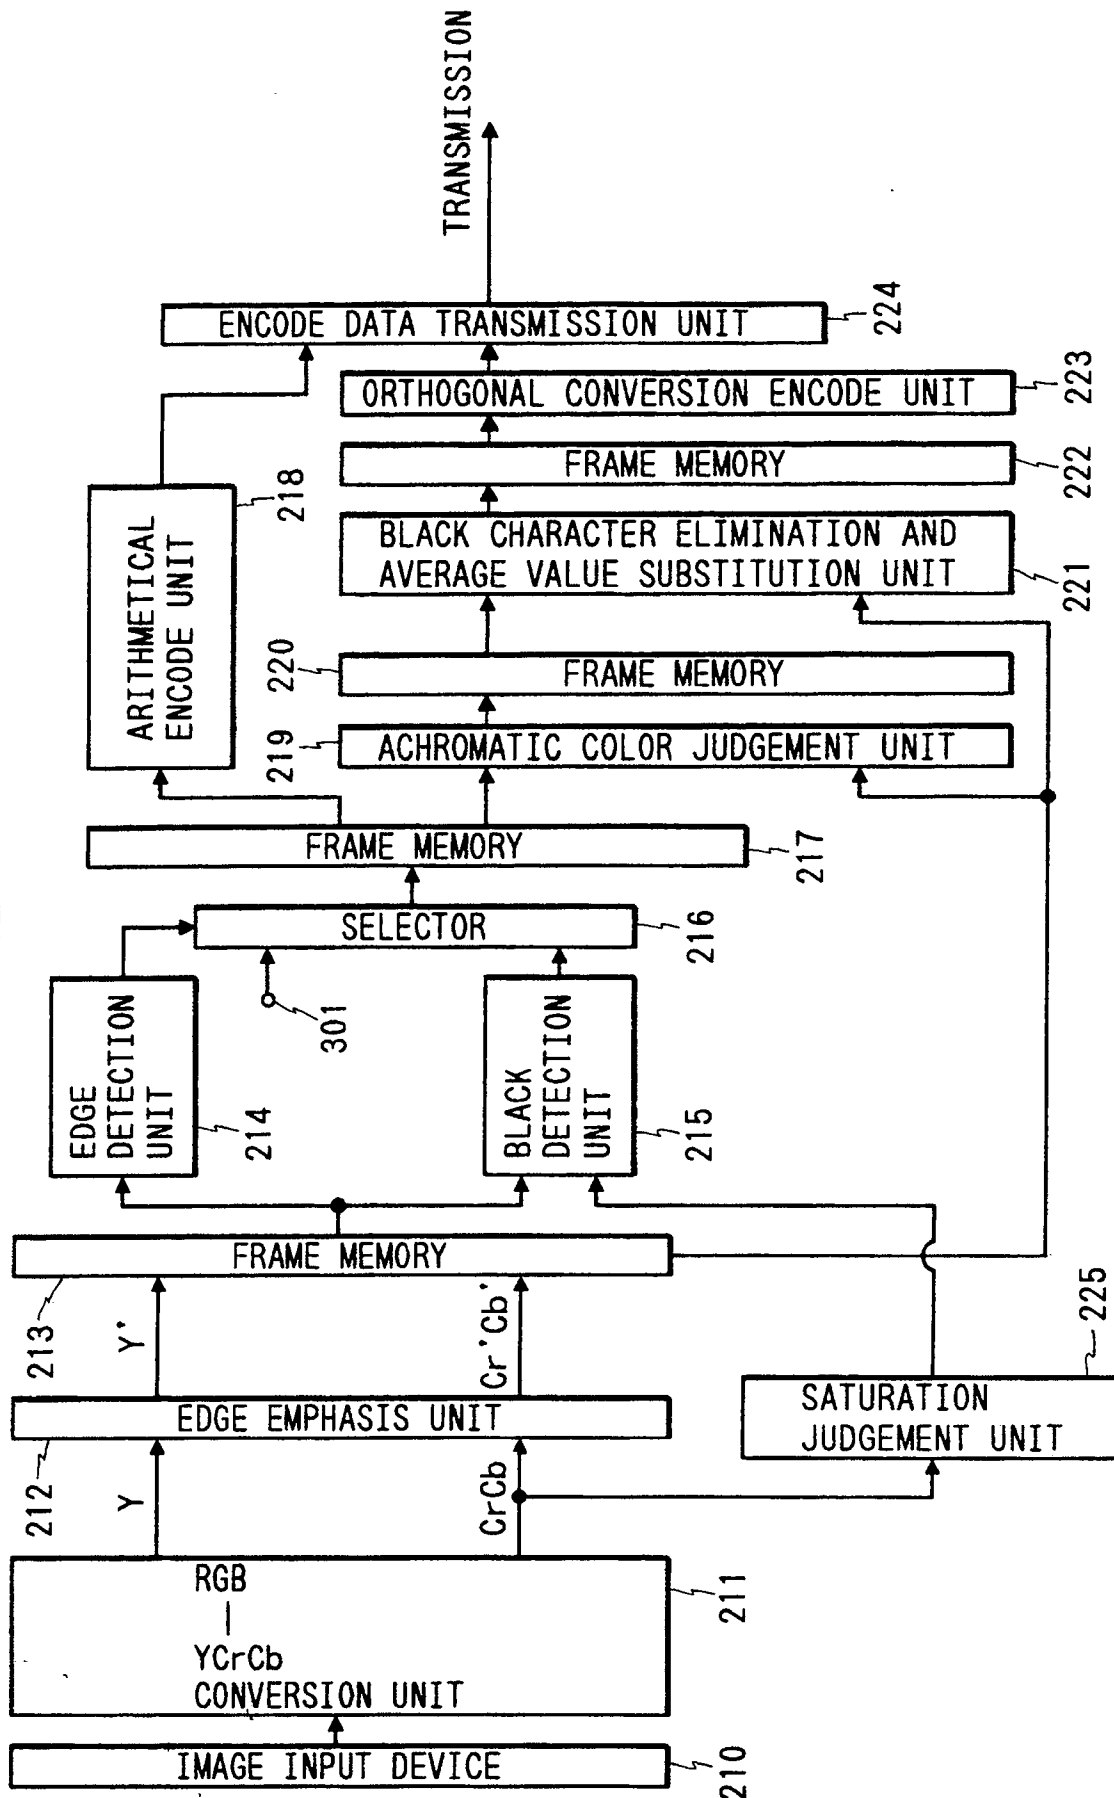 IMAGE INPUT DEVICE
210
RGB
|
YCrCb
CONVERSION UNIT
211
Y
CrCb
EDGE EMPHASIS UNIT
212
SATURATION
JUDGEMENT UNIT
225
Y'
Cr'Cb'
FRAME MEMORY
213
EDGE
DETECTION
UNIT
214
BLACK
DETECTION
UNIT
215
301
SELECTOR
216
FRAME MEMORY
217
ARITHMETICAL
ENCODE UNIT
218
ACHROMATIC COLOR JUDGEMENT UNIT
219
FRAME MEMORY
220
BLACK CHARACTER ELIMINATION AND
AVERAGE VALUE SUBSTITUTION UNIT
221
FRAME MEMORY
222
ORTHOGONAL CONVERSION ENCODE UNIT
223
ENCODE DATA TRANSMISSION UNIT
224
TRANSMISSION